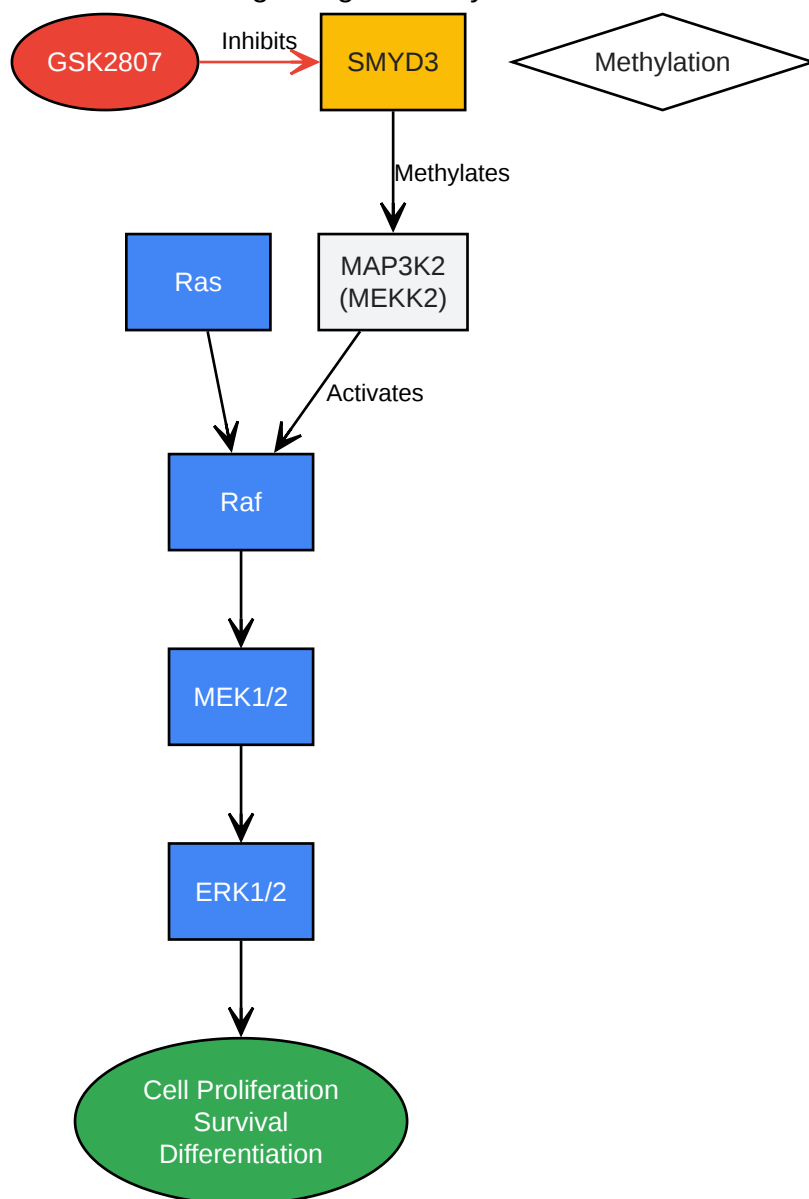 GSK2807
Inhibits
SMYD3
Methylation
Methylates
Ras
MAP3K2
(MEKK2)
Activates
Raf
MEK1/2
ERK1/2
Cell Proliferation
Survival
Differentiation